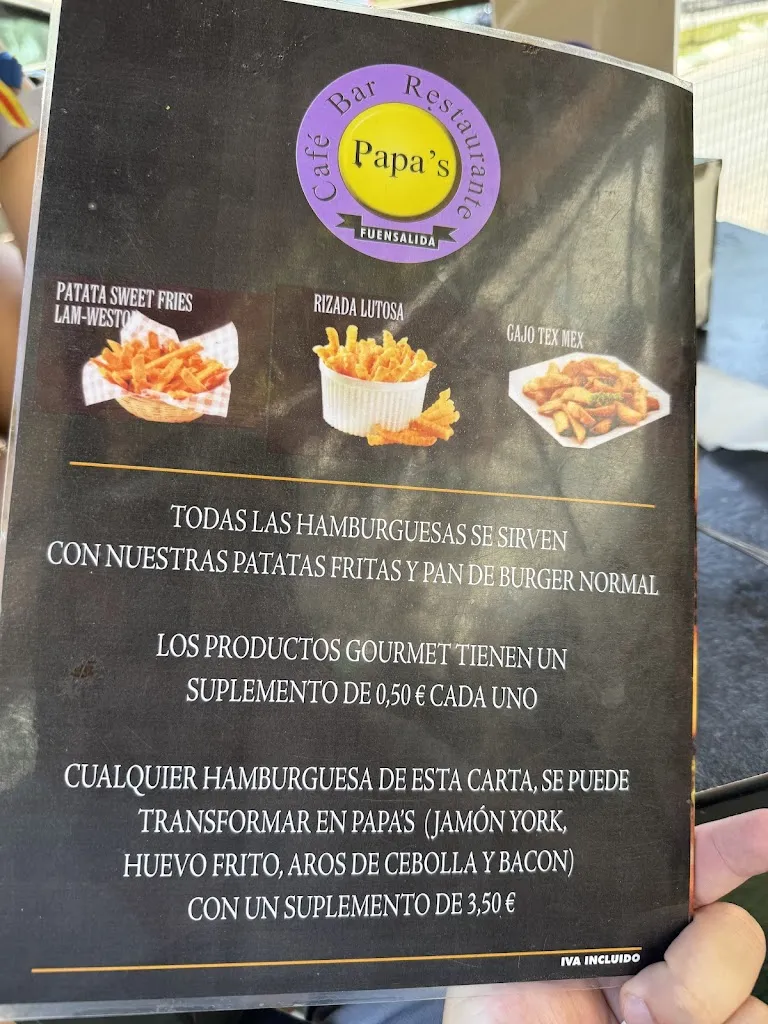 Café Bar Restaurante
Papa's
FUENSALIDA
PATATA SWEET FRIES
LAM-WESTON
RIZADA LUTOSA
GAJO TEX MEX
TODAS LAS HAMBURGUESAS SE SIRVEN
CON NUESTRAS PATATAS FRITAS Y PAN DE BURGER NORMAL
LOS PRODUCTOS GOURMET TIENEN UN
SUPLEMENTO DE 0,50 € CADA UNO
CUALQUIER HAMBURGUESA DE ESTA CARTA, SE PUEDE
TRANSFORMAR EN PAPA'S (JAMÓN YORK,
HUEVO FRITO, AROS DE CEBOLLA Y BACON)
CON UN SUPLEMENTO DE 3,50 €
IVA INCLUIDO